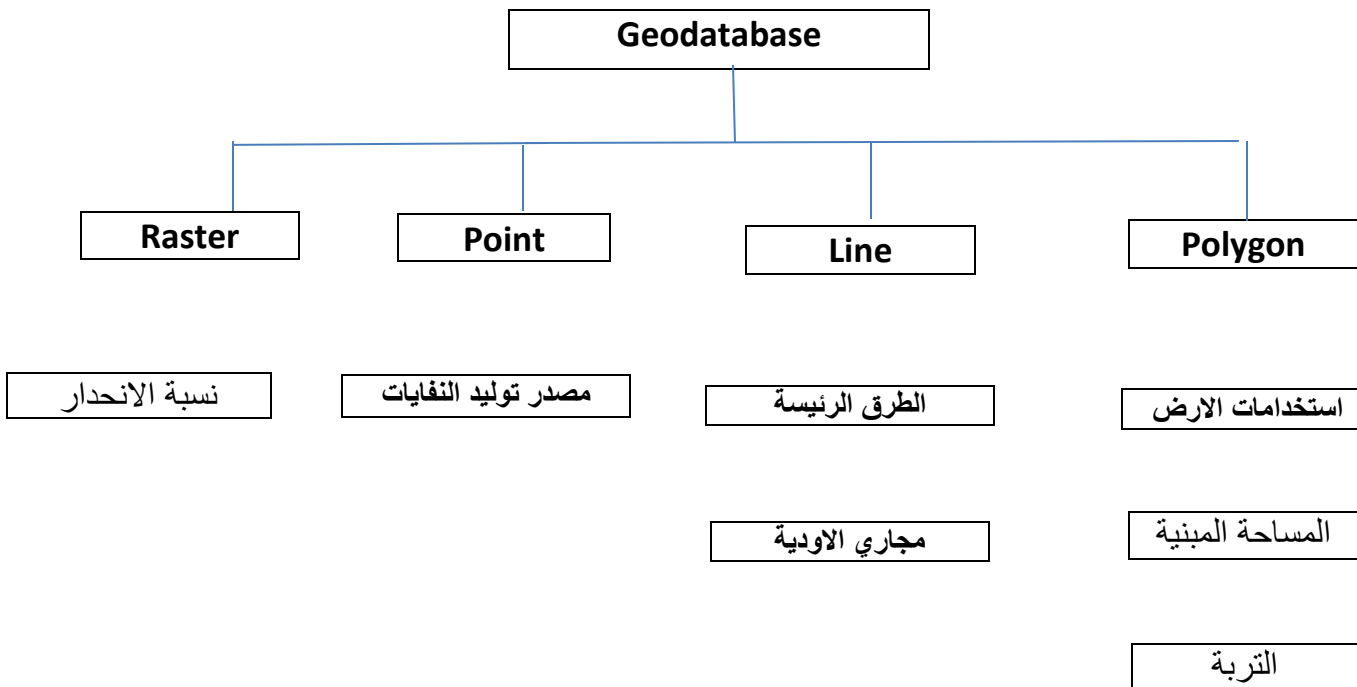 Geodatabase
Raster
Point
Line
Polygon
نسبة الانحدار
مصدر توليد النفايات
الطرق الرئيسة
استخدامات الارض
مجاري الاودية
المساحة المبنية
التربة